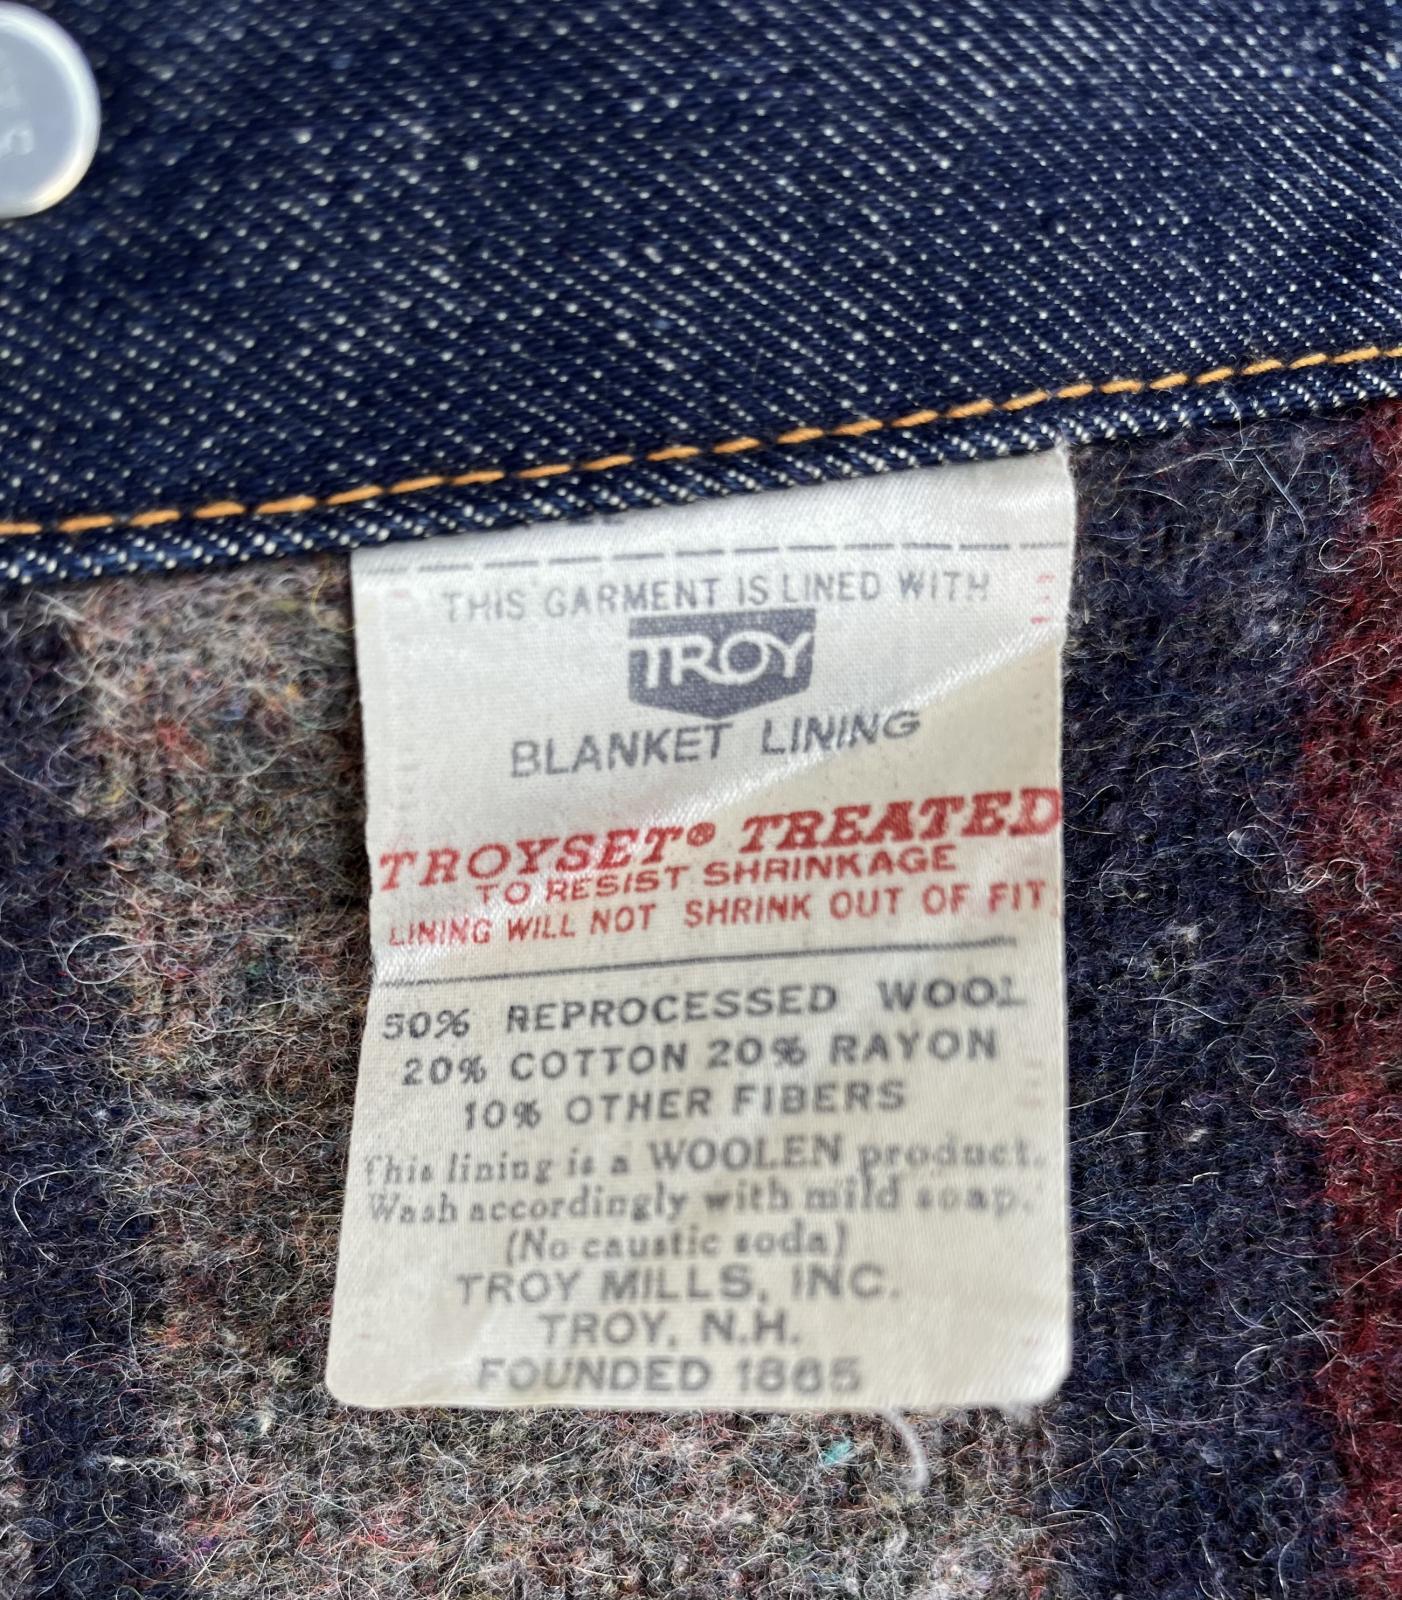 THIS GARMENT IS LINED WITH
TROY
BLANKET LINING
TROYSET® TREATED
TO RESIST SHRINKAGE
LINING WILL NOT SHRINK OUT OF FIT.
50% REPROCESSED WOOL
20% COTTON 20% RAYON
10% OTHER FIBERS
This lining is a WOOLEN product.
Wash accordingly with mild soap.
(No caustic soda)
TROY MILLS, INC.
TROY, N.H.
FOUNDED 1865